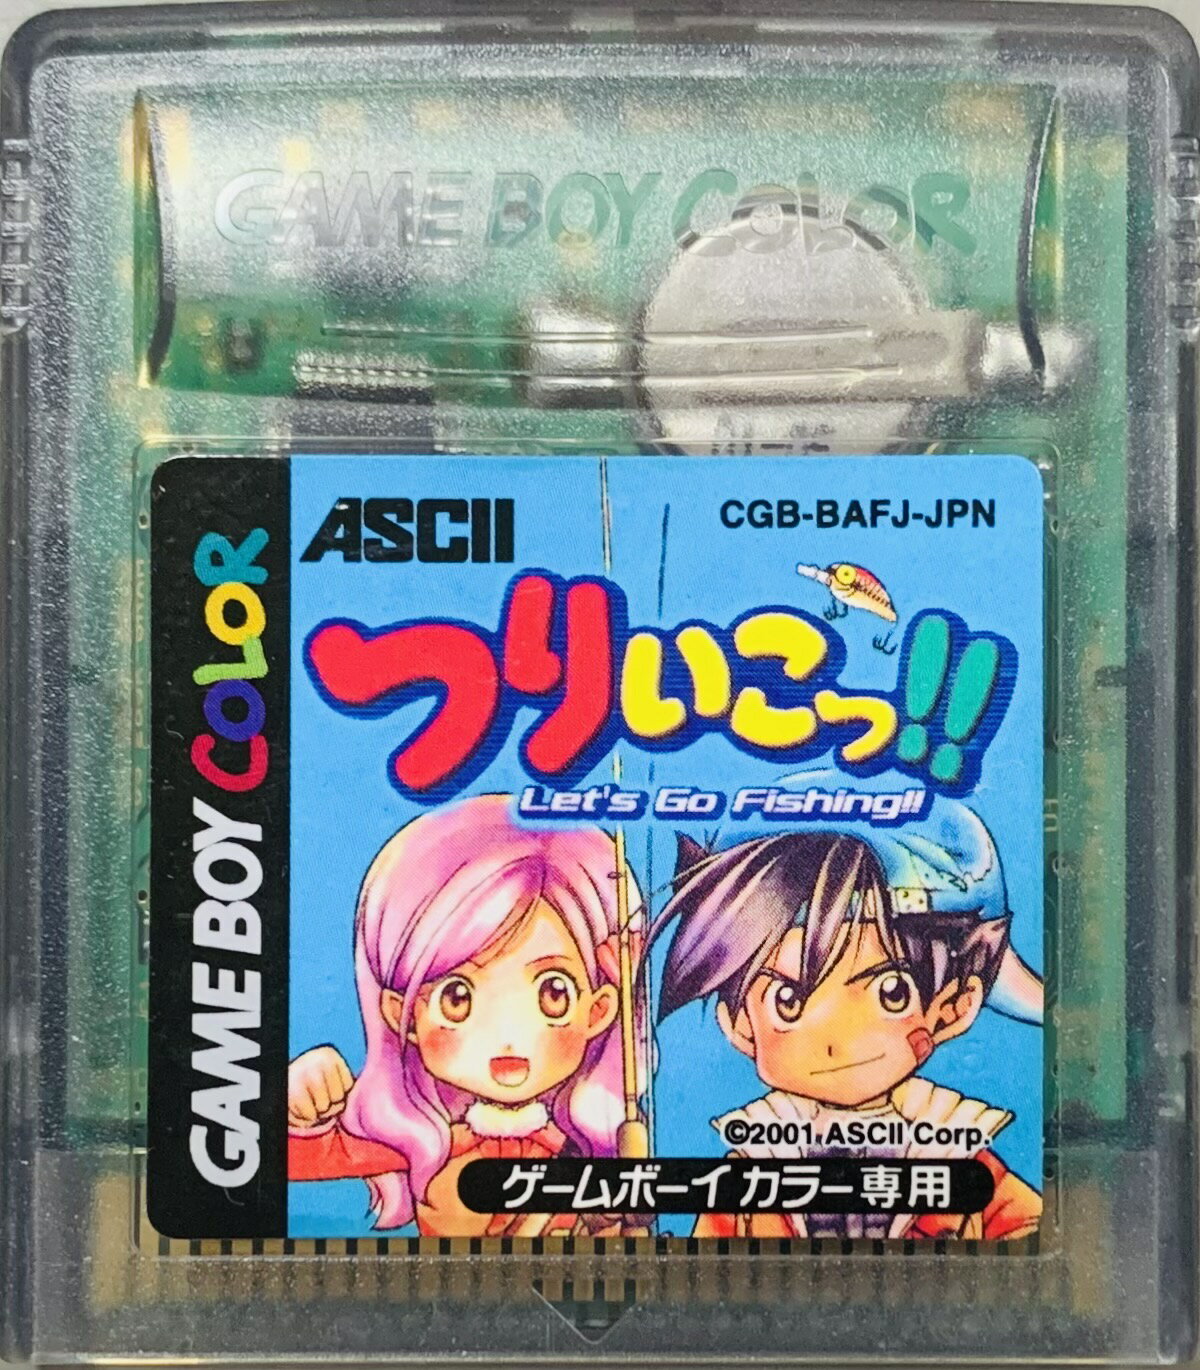 GAME BOY COLOR
GAME BOY COLOR
ASCII
CGB-BAFJ-JPN
つりいこっ!!
Let's Go Fishing!!
©2001 ASCII Corp.
ゲームボーイカラー専用